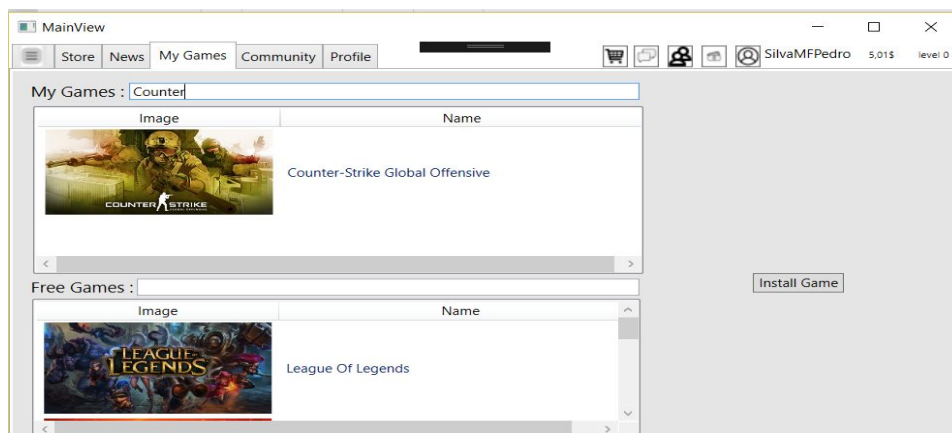 MainView
Store News My Games Community Profile SilvaMFPedro 5,01$ level 0
My Games : Counter
Image Name
COUNTER STRIKE
Counter-Strike Global Offensive
Install Game
Free Games :
Image Name
LEAGUE OF LEGENDS
League Of Legends